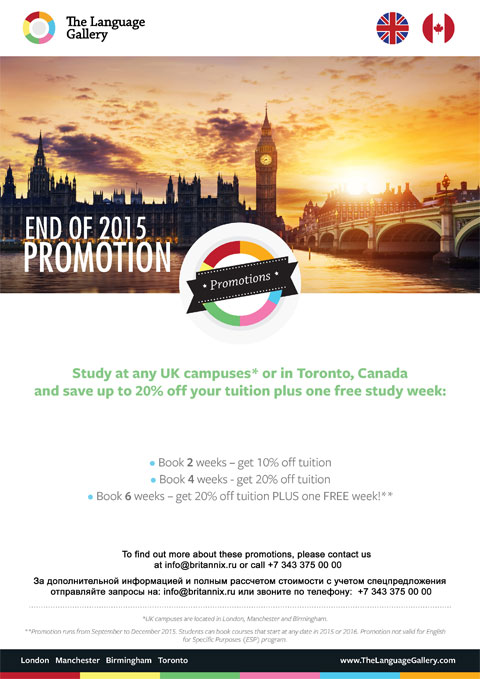 The Language
Gallery
END OF 2015
PROMOTION
• Promotions •
Study at any UK campuses* or in Toronto, Canada
and save up to 20% off your tuition plus one free study week:
• Book 2 weeks – get 10% off tuition
• Book 4 weeks - get 20% off tuition
• Book 6 weeks – get 20% off tuition PLUS one FREE week!**
To find out more about these promotions, please contact us
at info@britannix.ru or call +7 343 375 00 00
За дополнительной информацией и полным рассчетом стоимости с учетом спецпредложения
отправляйте запросы на: info@britannix.ru или звоните по телефону: +7 343 375 00 00
*UK campuses are located in London, Manchester and Birmingham.
**Promotion runs from September to December 2015. Students can book courses that start at any date in 2015 or 2016. Promotion not valid for English
for Specific Purposes (ESP) program.
London Manchester Birmingham Toronto
www.TheLanguageGallery.com